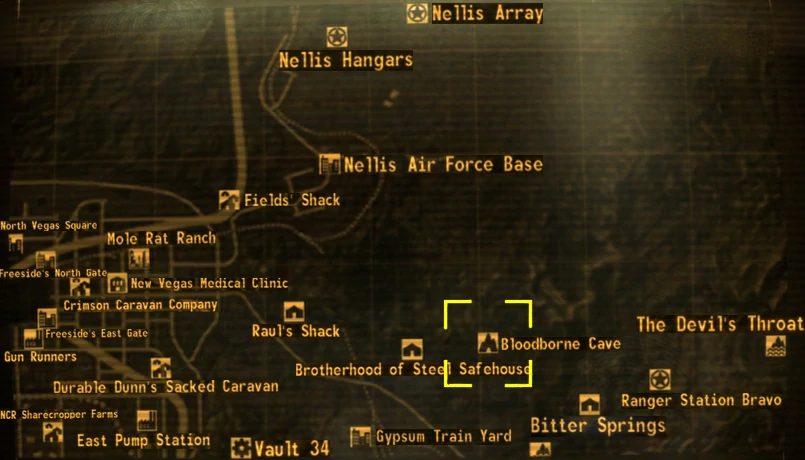 Nellis Array
Nellis Hangars
Nellis Air Force Base
Fields' Shack
North Vegas Square
Mole Rat Ranch
Freeside's North Gate
New Vegas Medical Clinic
Crimson Caravan Company
Raul's Shack
The Devil's Throat
Freeside's East Gate
Bloodborne Cave
Gun Runners
Brotherhood of Steel Safehouse
Durable Dunn's Sacked Caravan
Ranger Station Bravo
NCR Sharecropper Farms
Bitter Springs
East Pump Station
Gypsum Train Yard
Vault 34